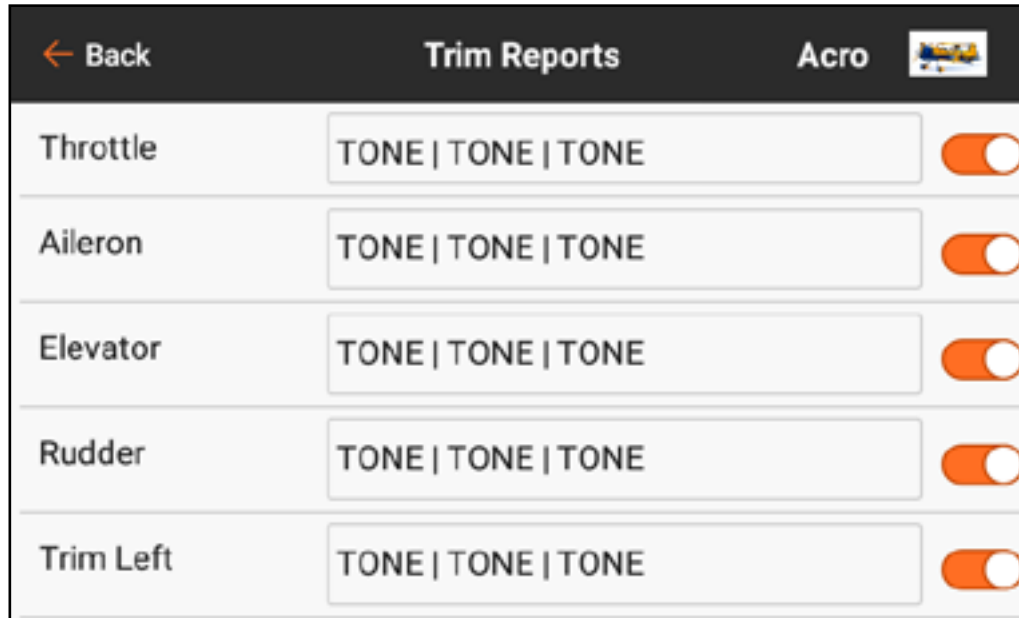 Back Trim Reports Acro
Throttle TONE | TONE | TONE
Aileron TONE | TONE | TONE
Elevator TONE | TONE | TONE
Rudder TONE | TONE | TONE
Trim Left TONE | TONE | TONE